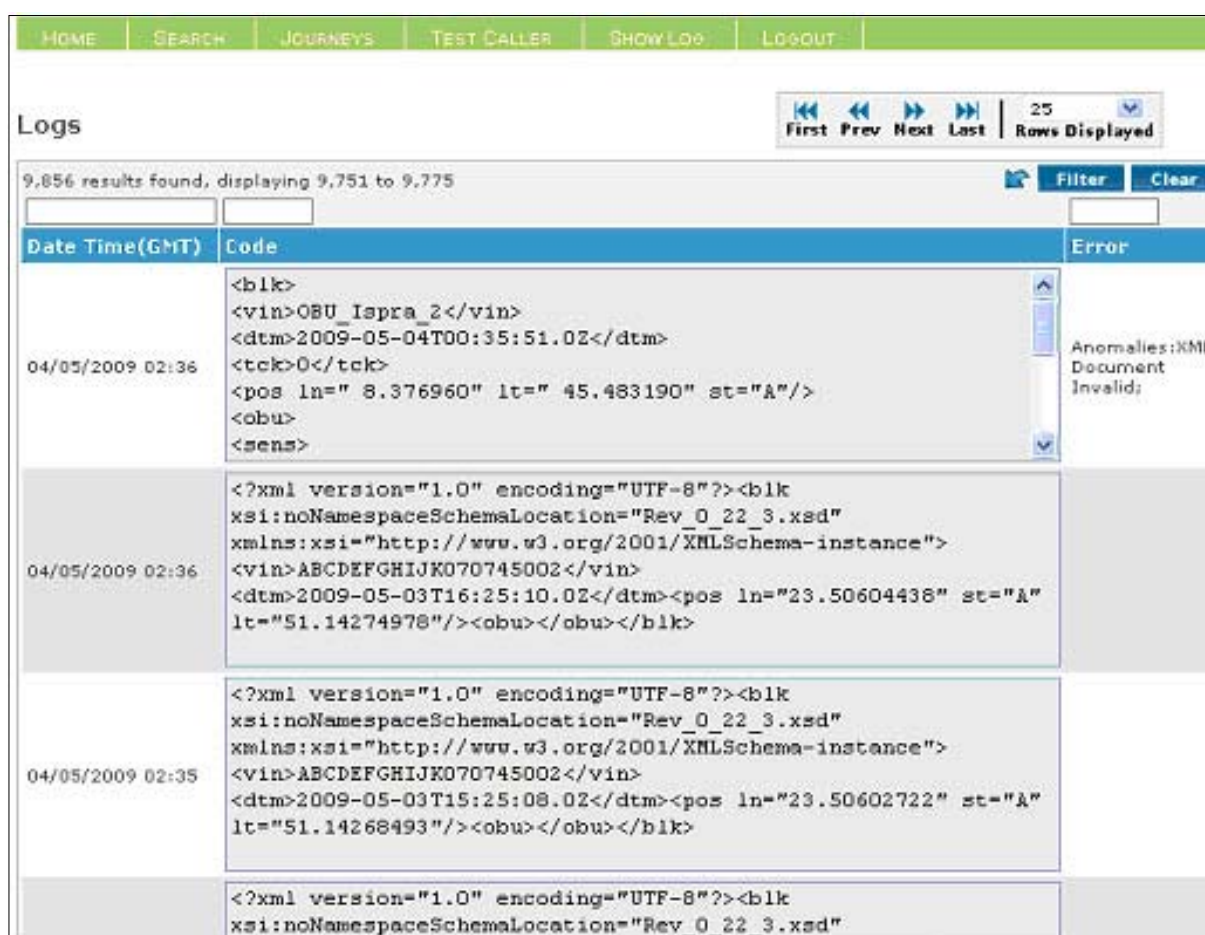 HOME SEARCH JOURNEYS TEST CALLER SHOW LOG LOGOUT
Logs
First Prev Next Last 25 Rows Displayed
9,856 results found, displaying 9,751 to 9,775
Filter Clear
Date Time(GMT) Code Error
04/05/2009 02:36
<blk>
<vin>OBU_Ispra_2</vin>
<dtm>2009-05-04T00:35:51.0Z</dtm>
<tck>0</tck>
<pos ln=" 8.376960" lt=" 45.483190" st="A"/>
<obu>
<sens>
Anomalies:XML
Document
Invalid;
04/05/2009 02:36
<?xml version="1.0" encoding="UTF-8"?><blk
xsi:noNamespaceSchemaLocation="Rev_0_22_3.xsd"
xmlns:xsi="http://www.w3.org/2001/XMLSchema-instance">
<vin>ABCDEFGHIJK070745002</vin>
<dtm>2009-05-03T16:25:10.0Z</dtm><pos ln="23.50604438" st="A"
lt="51.14274978"/><obu></obu></blk>
04/05/2009 02:35
<?xml version="1.0" encoding="UTF-8"?><blk
xsi:noNamespaceSchemaLocation="Rev_0_22_3.xsd"
xmlns:xsi="http://www.w3.org/2001/XMLSchema-instance">
<vin>ABCDEFGHIJK070745002</vin>
<dtm>2009-05-03T15:25:08.0Z</dtm><pos ln="23.50602722" st="A"
lt="51.14268493"/><obu></obu></blk>
<?xml version="1.0" encoding="UTF-8"?><blk
xsi:noNamespaceSchemaLocation="Rev_0_22_3.xsd"